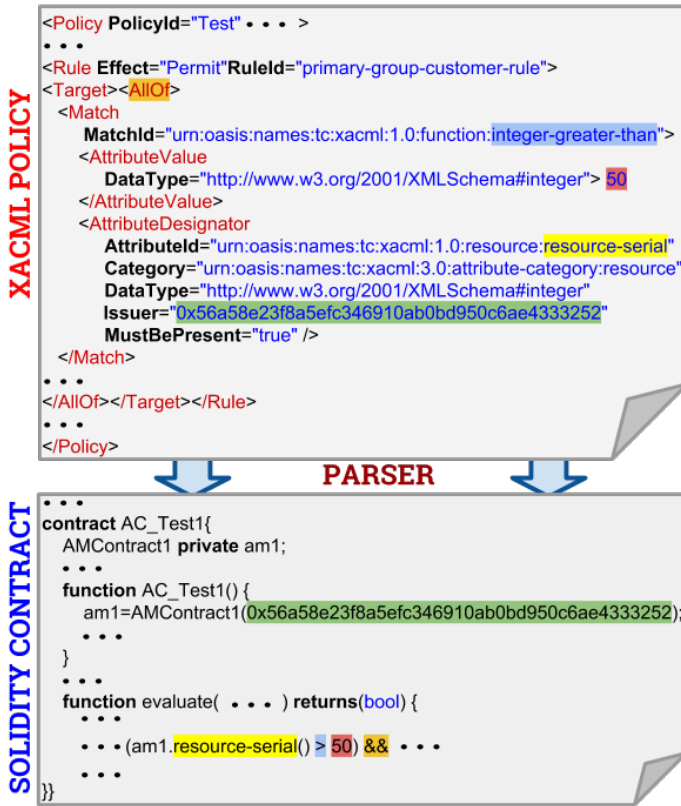 XACML POLICY
<Policy PolicyId="Test" • • • >
• • •
<Rule Effect="Permit"RuleId="primary-group-customer-rule">
<Target><AllOf>
<Match
MatchId="urn:oasis:names:tc:xacml:1.0:function:integer-greater-than">
<AttributeValue
DataType="http://www.w3.org/2001/XMLSchema#integer"> 50
</AttributeValue>
<AttributeDesignator
AttributeId="urn:oasis:names:tc:xacml:1.0:resource:resource-serial"
Category="urn:oasis:names:tc:xacml:3.0:attribute-category:resource"
DataType="http://www.w3.org/2001/XMLSchema#integer"
Issuer="0x56a58e23f8a5efc346910ab0bd950c6ae4333252"
MustBePresent="true" />
</Match>
• • •
</AllOf></Target></Rule>
• • •
</Policy>
PARSER
SOLIDITY CONTRACT
• • •
contract AC_Test1{
AMContract1 private am1;
• • •
function AC_Test1() {
am1=AMContract1(0x56a58e23f8a5efc346910ab0bd950c6ae4333252);
• • •
}
• • •
function evaluate( • • • ) returns(bool) {
• • •
• • •(am1.resource-serial() > 50) && • • •
• • •
}}